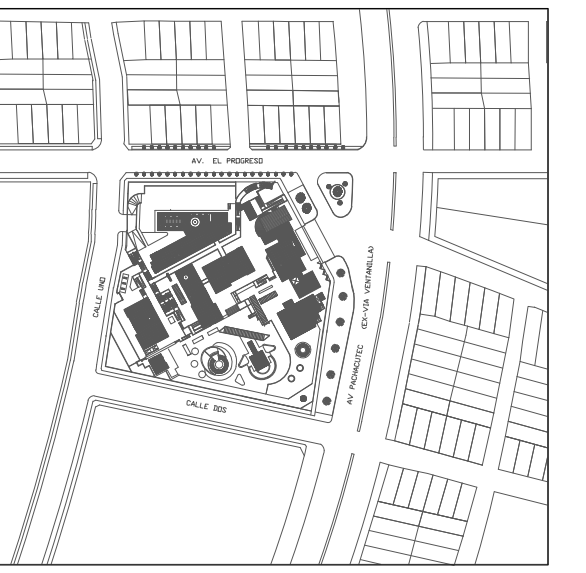 AV. EL PROGRESO
CALLE UNO
(EX-VIA VENTANILLA)
AV PACHACUTEC
CALLE DOS